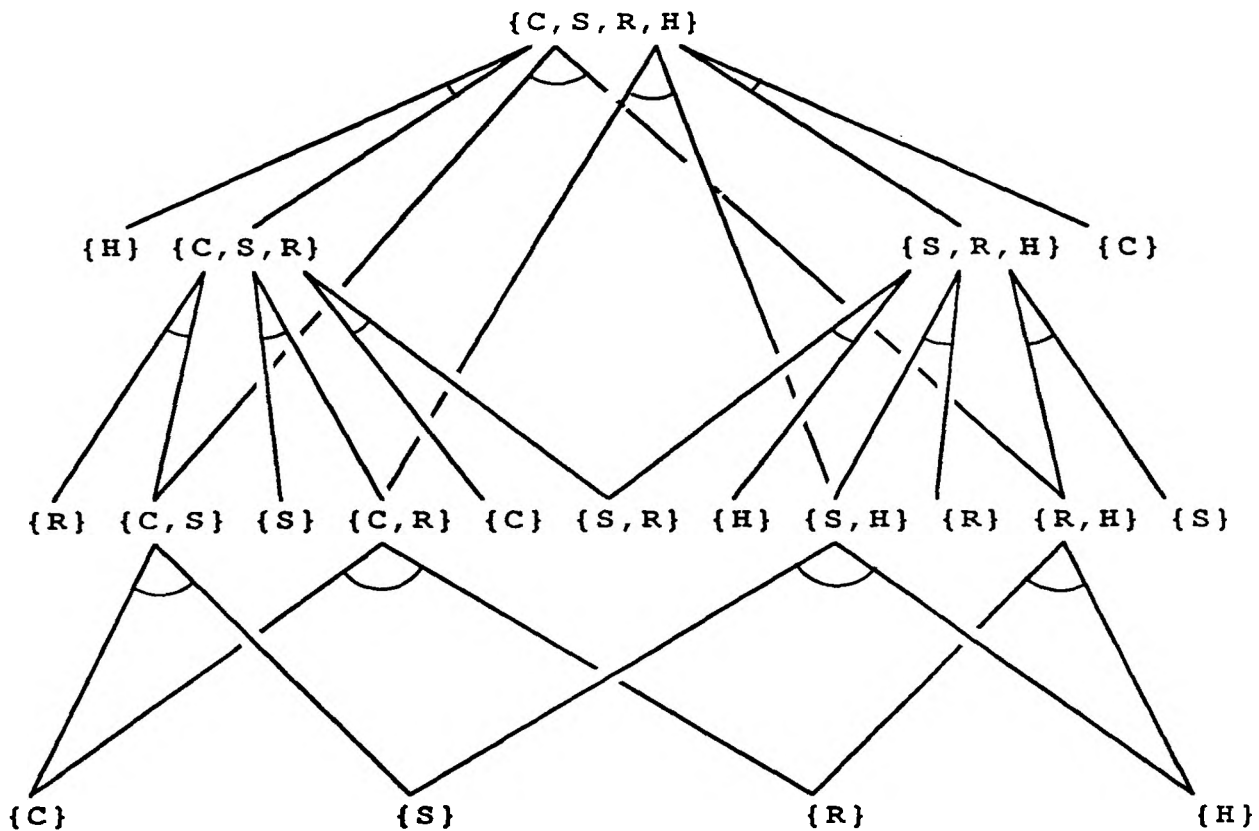 {C,S,R,H}
{H} {C,S,R} {S,R,H} {C}
{R} {C,S} {S} {C,R} {C} {S,R} {H} {S,H} {R} {R,H} {S}
{C} {S} {R} {H}